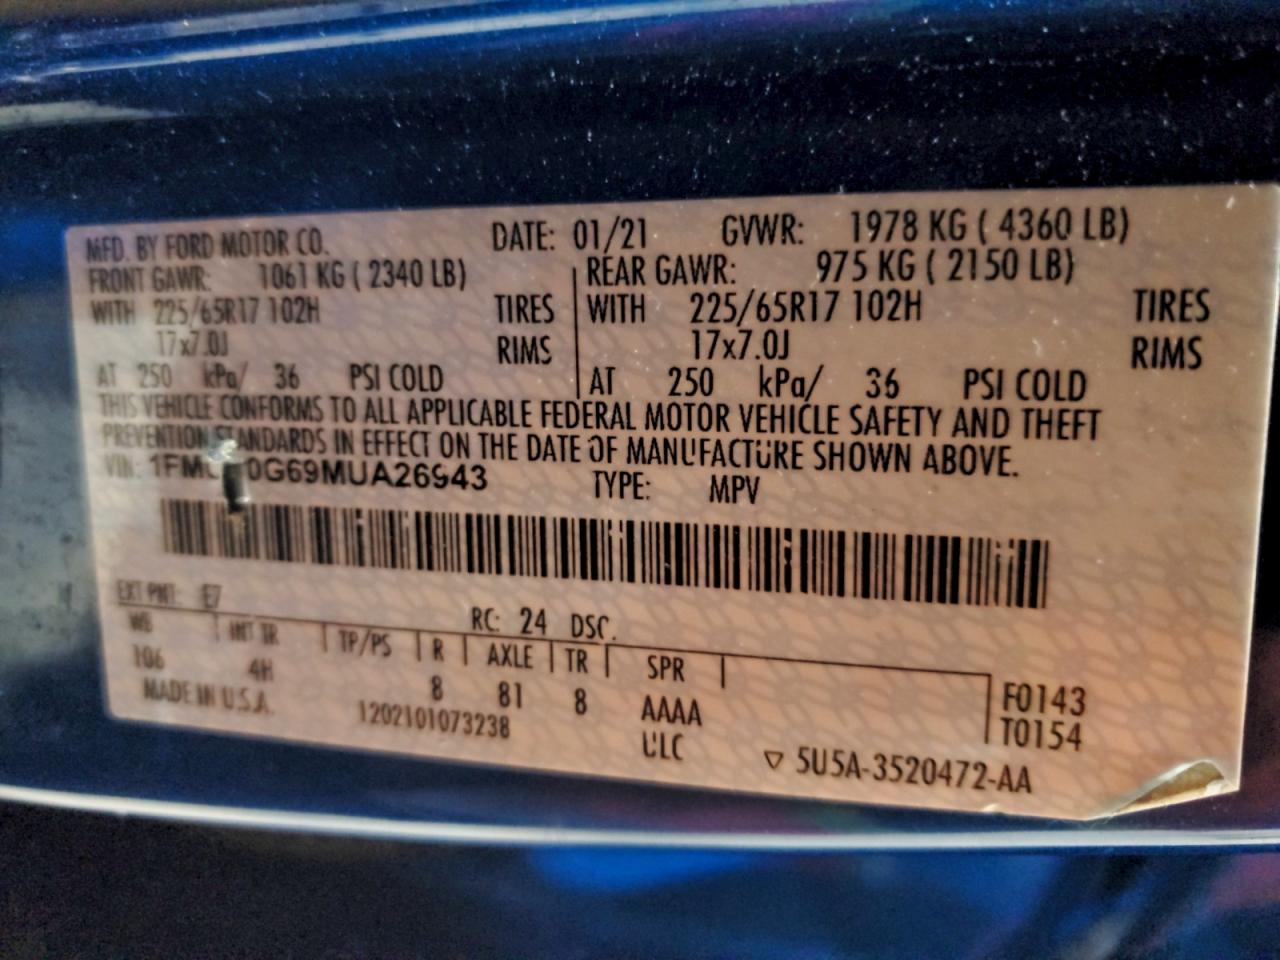 MFD. BY FORD MOTOR CO. DATE: 01/21 GVWR: 1978 KG ( 4360 LB)
FRONT GAWR: 1061 KG ( 2340 LB) REAR GAWR: 975 KG ( 2150 LB)
WITH 225/65R17 102H TIRES WITH 225/65R17 102H TIRES
17x7.0J RIMS 17x7.0J RIMS
AT 250 kPa/ 36 PSI COLD AT 250 kPa/ 36 PSI COLD
THIS VEHICLE CONFORMS TO ALL APPLICABLE FEDERAL MOTOR VEHICLE SAFETY AND THEFT
PREVENTION STANDARDS IN EFFECT ON THE DATE OF MANUFACTURE SHOWN ABOVE.
VIN: TYPE: MPV
EXT PNT: E7 RC: 24 DSC.
WB INT TR TP/PS R AXLE TR SPR
106 4H 8 81 8 AAAA F0143
MADE IN U.S.A. 1202101073238 ULC T0154
▽ 5U5A-3520472-AA